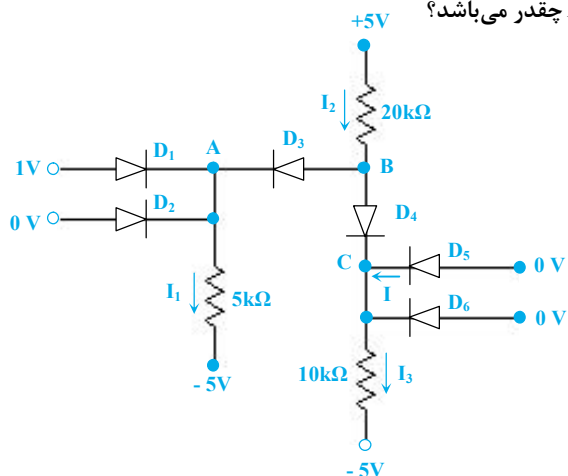 چقدر می‌باشد؟
+5V
I₂
20kΩ
A
D₃
B
D₁
1V
D₂
0 V
D₄
C
D₅
0 V
I
I₁
5kΩ
D₆
0 V
- 5V
10kΩ
I₃
- 5V